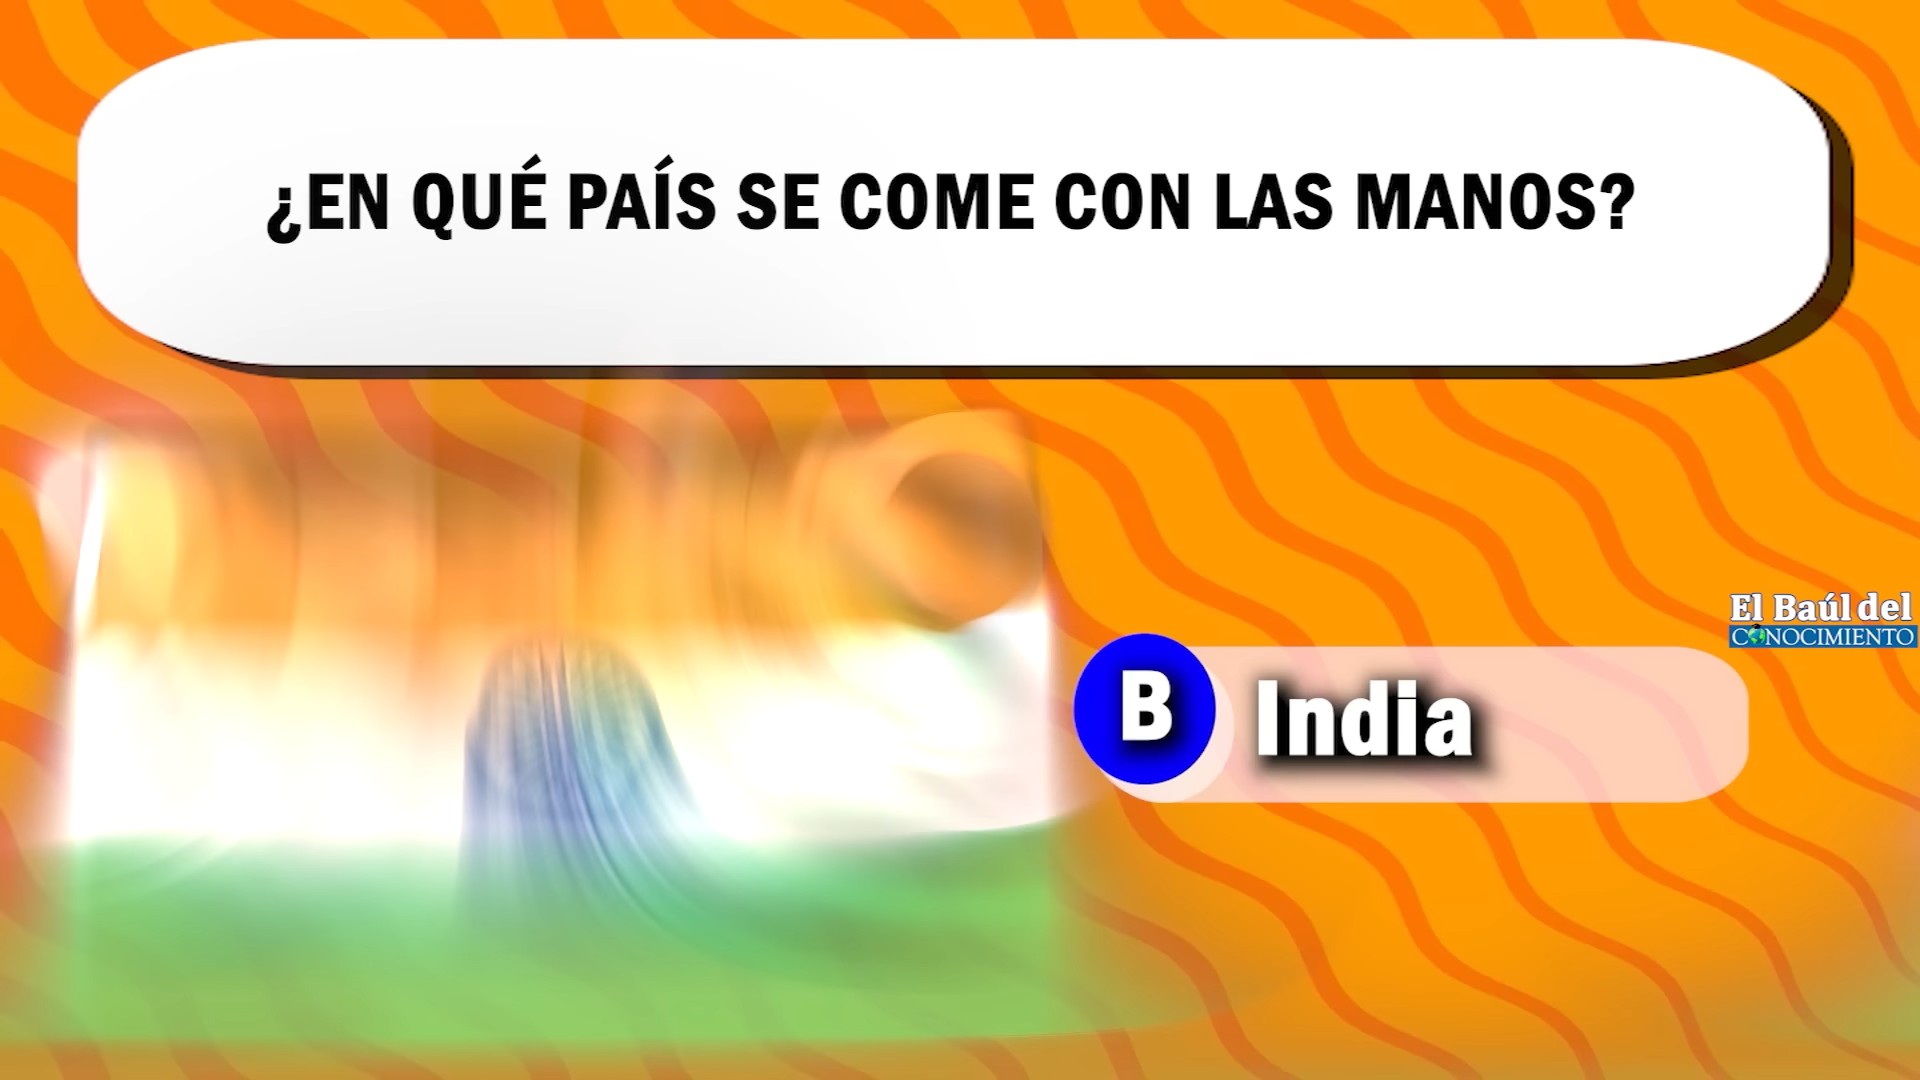 ¿EN QUÉ PAÍS SE COME CON LAS MANOS?
El Baúl del
CONOCIMIENTO
B India